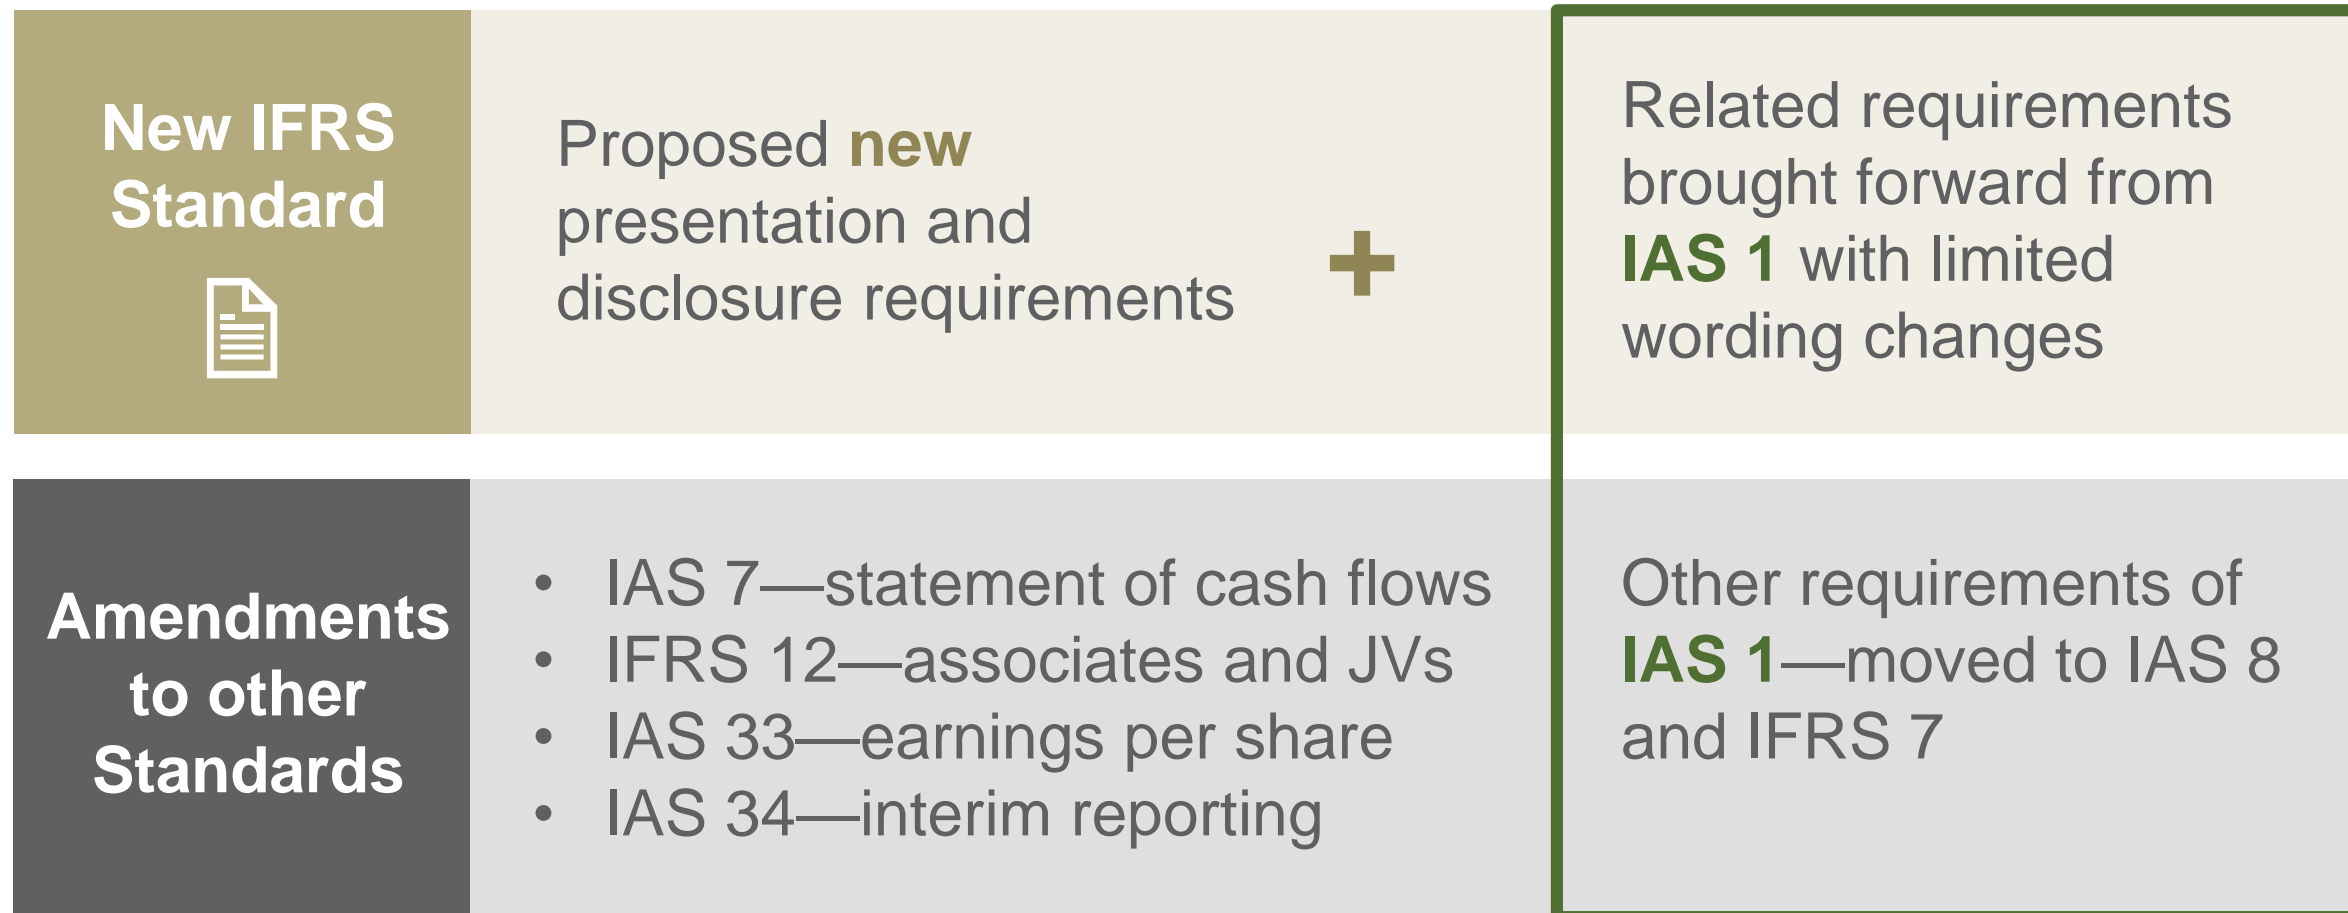 New IFRS
Standard
Proposed new
presentation and
disclosure requirements
+
Related requirements
brought forward from
IAS 1 with limited
wording changes
Amendments
to other
Standards
• IAS 7—statement of cash flows
• IFRS 12—associates and JVs
• IAS 33—earnings per share
• IAS 34—interim reporting
Other requirements of
IAS 1—moved to IAS 8
and IFRS 7